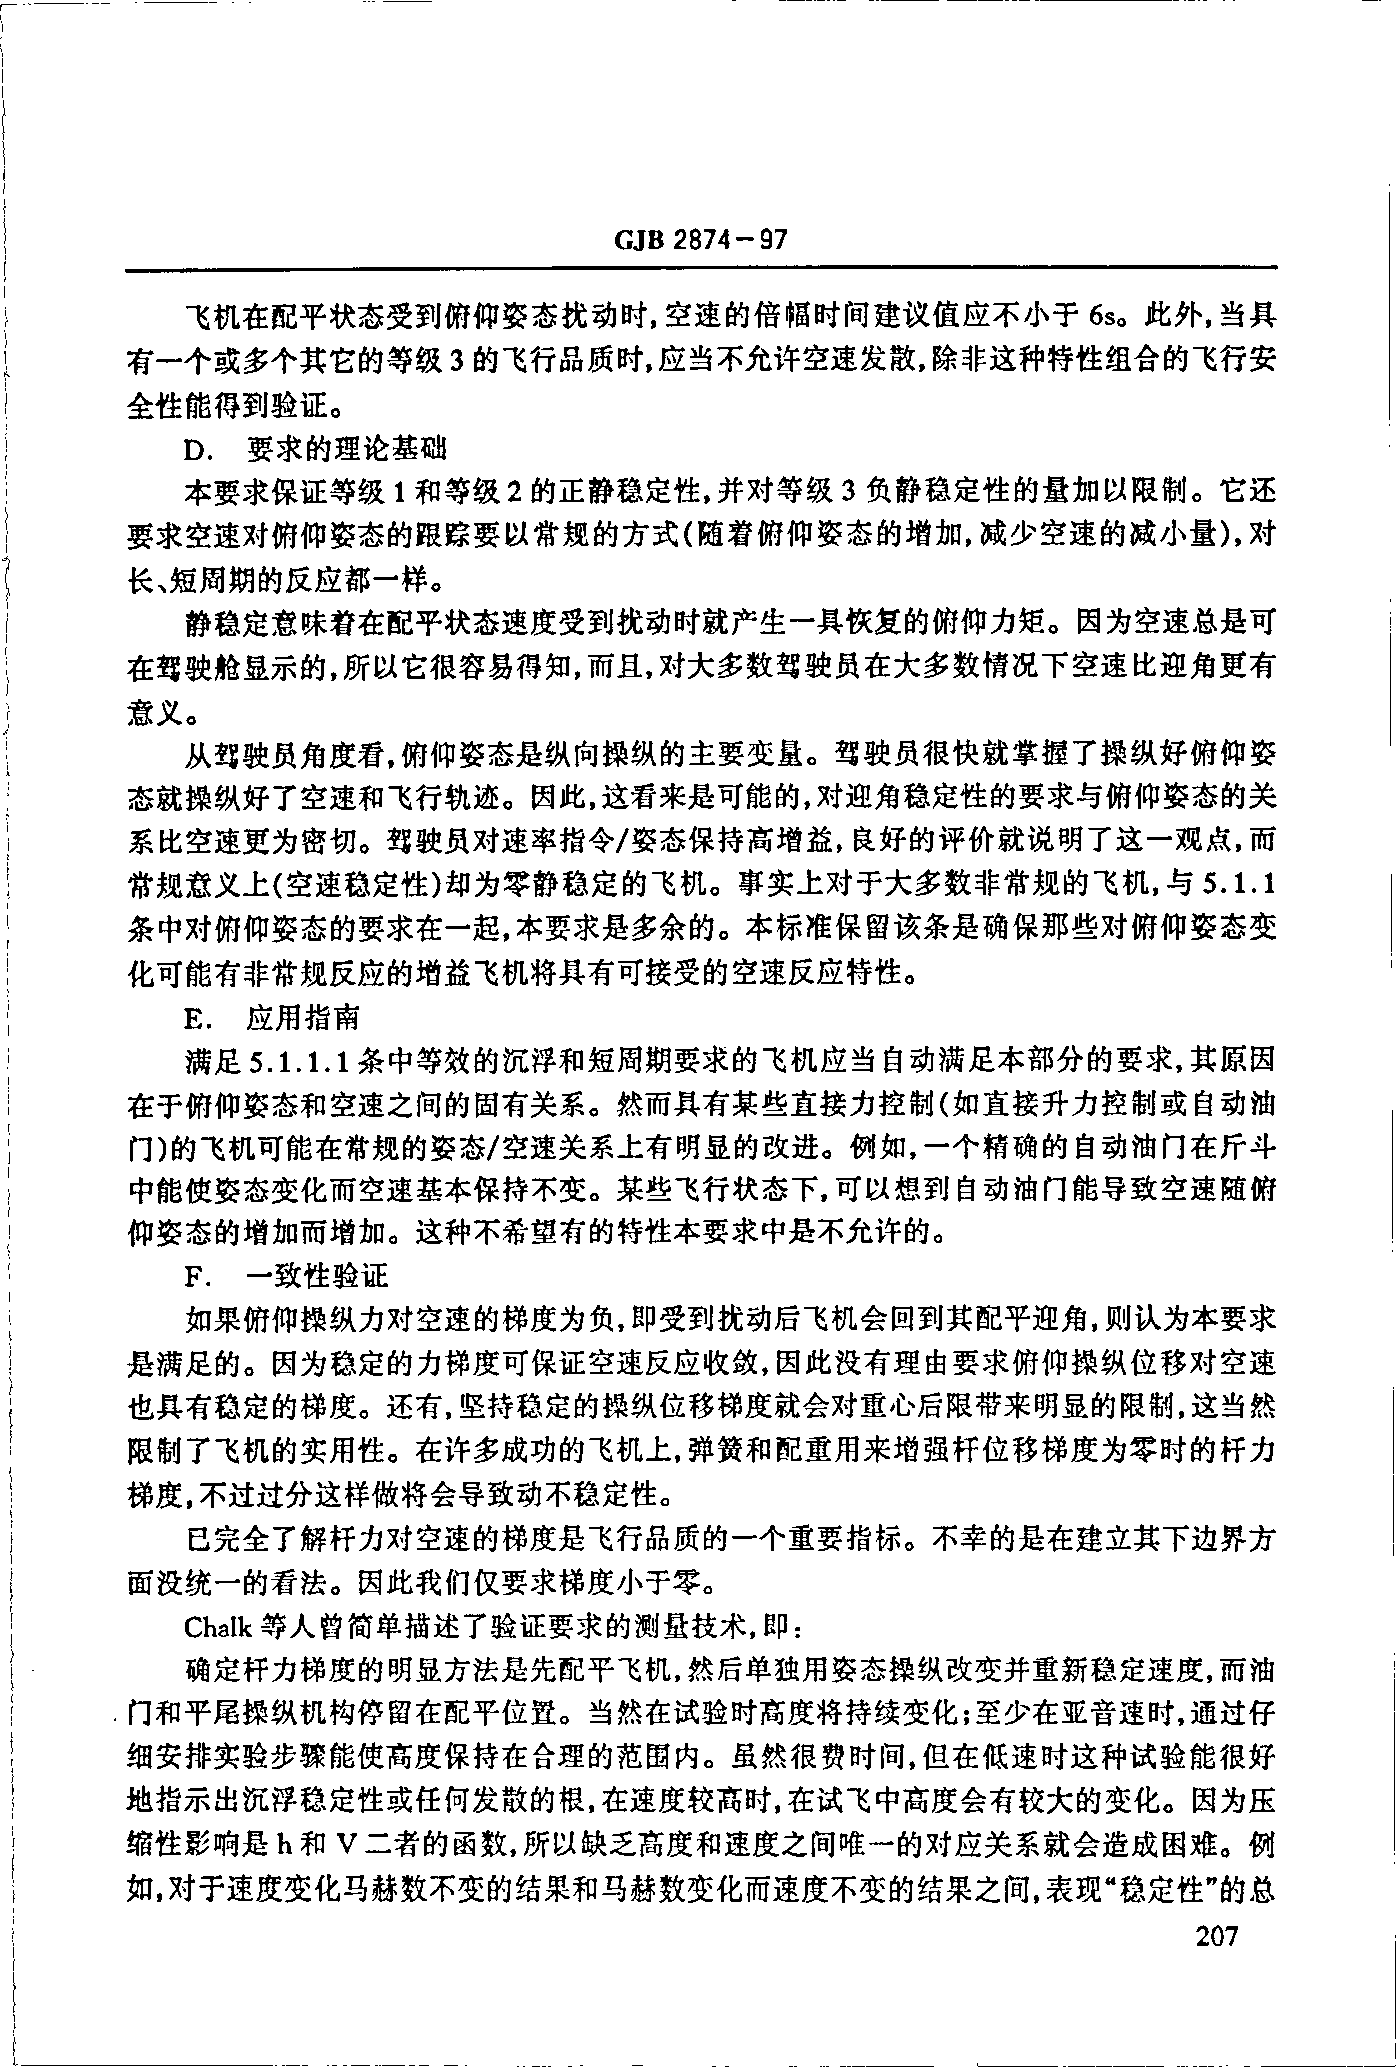 GJB 2874－97
飞机在配平状态受到俯仰姿态扰动时,空速的倍幅时间建议值应不小于 6s。此外,当具
有一个或多个其它的等级 3 的飞行品质时,应当不允许空速发散,除非这种特性组合的飞行安
全性能得到验证。
D. 要求的理论基础
本要求保证等级 1 和等级 2 的正静稳定性,并对等级 3 负静稳定性的量加以限制。它还
要求空速对俯仰姿态的跟踪要以常规的方式(随着俯仰姿态的增加,减少空速的减小量),对
长、短周期的反应都一样。
静稳定意味着在配平状态速度受到扰动时就产生一具恢复的俯仰力矩。因为空速总是可
在驾驶舱显示的,所以它很容易得知,而且,对大多数驾驶员在大多数情况下空速比迎角更有
意义。
从驾驶员角度看,俯仰姿态是纵向操纵的主要变量。驾驶员很快就掌握了操纵好俯仰姿
态就操纵好了空速和飞行轨迹。因此,这看来是可能的,对迎角稳定性的要求与俯仰姿态的关
系比空速更为密切。驾驶员对速率指令/姿态保持高增益,良好的评价就说明了这一观点,而
常规意义上(空速稳定性)却为零静稳定的飞机。事实上对于大多数非常规的飞机,与 5.1.1
条中对俯仰姿态的要求在一起,本要求是多余的。本标准保留该条是确保那些对俯仰姿态变
化可能有非常规反应的增益飞机将具有可接受的空速反应特性。
E. 应用指南
满足 5.1.1.1 条中等效的沉浮和短周期要求的飞机应当自动满足本部分的要求,其原因
在于俯仰姿态和空速之间的固有关系。然而具有某些直接力控制(如直接升力控制或自动油
门)的飞机可能在常规的姿态/空速关系上有明显的改进。例如,一个精确的自动油门在斤斗
中能使姿态变化而空速基本保持不变。某些飞行状态下,可以想到自动油门能导致空速随俯
仰姿态的增加而增加。这种不希望有的特性本要求中是不允许的。
F. 一致性验证
如果俯仰操纵力对空速的梯度为负,即受到扰动后飞机会回到其配平迎角,则认为本要求
是满足的。因为稳定的力梯度可保证空速反应收敛,因此没有理由要求俯仰操纵位移对空速
也具有稳定的梯度。还有,坚持稳定的操纵位移梯度就会对重心后限带来明显的限制,这当然
限制了飞机的实用性。在许多成功的飞机上,弹簧和配重用来增强杆位移梯度为零时的杆力
梯度,不过过分这样做将会导致动不稳定性。
已完全了解杆力对空速的梯度是飞行品质的一个重要指标。不幸的是在建立其下边界方
面没统一的看法。因此我们仅要求梯度小于零。
Chalk 等人曾简单描述了验证要求的测量技术,即：
确定杆力梯度的明显方法是先配平飞机,然后单独用姿态操纵改变并重新稳定速度,而油
门和平尾操纵机构停留在配平位置。当然在试验时高度将持续变化;至少在亚音速时,通过仔
细安排实验步骤能使高度保持在合理的范围内。虽然很费时间,但在低速时这种试验能很好
地指示出沉浮稳定性或任何发散的根,在速度较高时,在试飞中高度会有较大的变化。因为压
缩性影响是 h 和 V 二者的函数,所以缺乏高度和速度之间唯一的对应关系就会造成困难。例
如,对于速度变化马赫数不变的结果和马赫数变化而速度不变的结果之间,表现“稳定性”的总
207